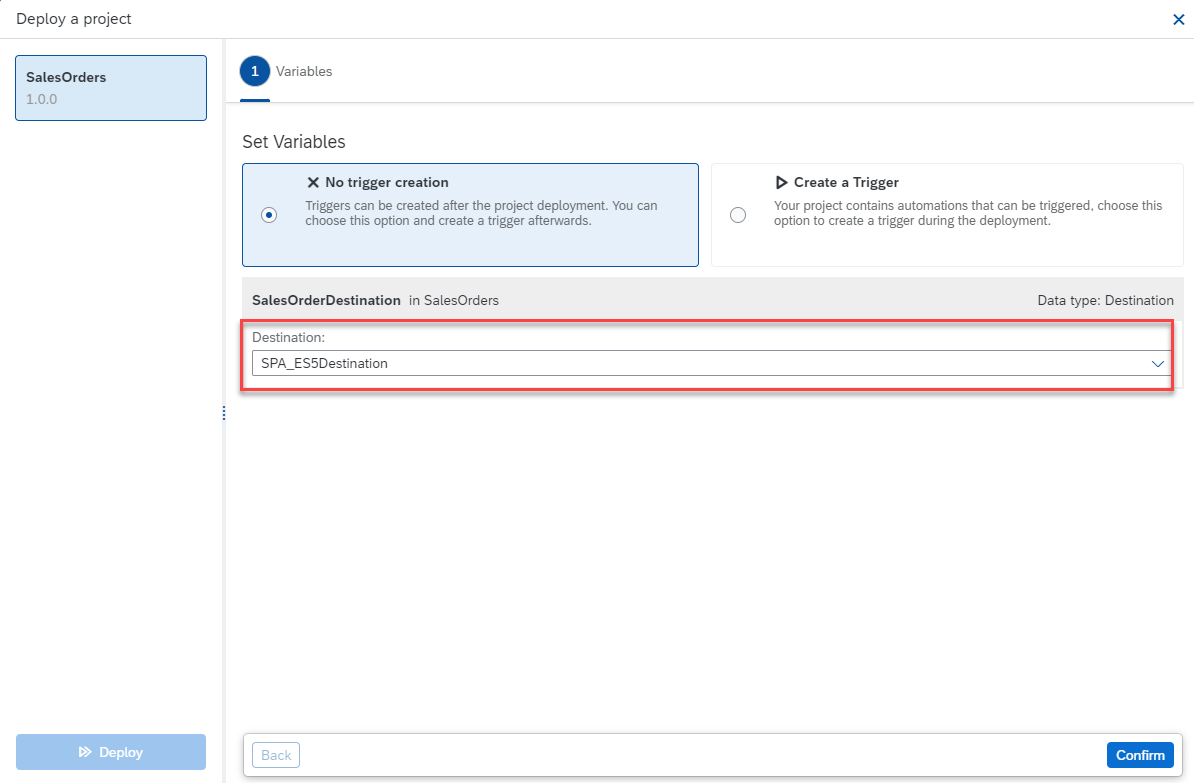 Deploy a project
SalesOrders
1.0.0
1 Variables
Set Variables
No trigger creation
Triggers can be created after the project deployment. You can
choose this option and create a trigger afterwards.
Create a Trigger
Your project contains automations that can be triggered, choose this
option to create a trigger during the deployment.
SalesOrderDestination in SalesOrders
Data type: Destination
Destination:
SPA_ES5Destination
Deploy
Back
Confirm